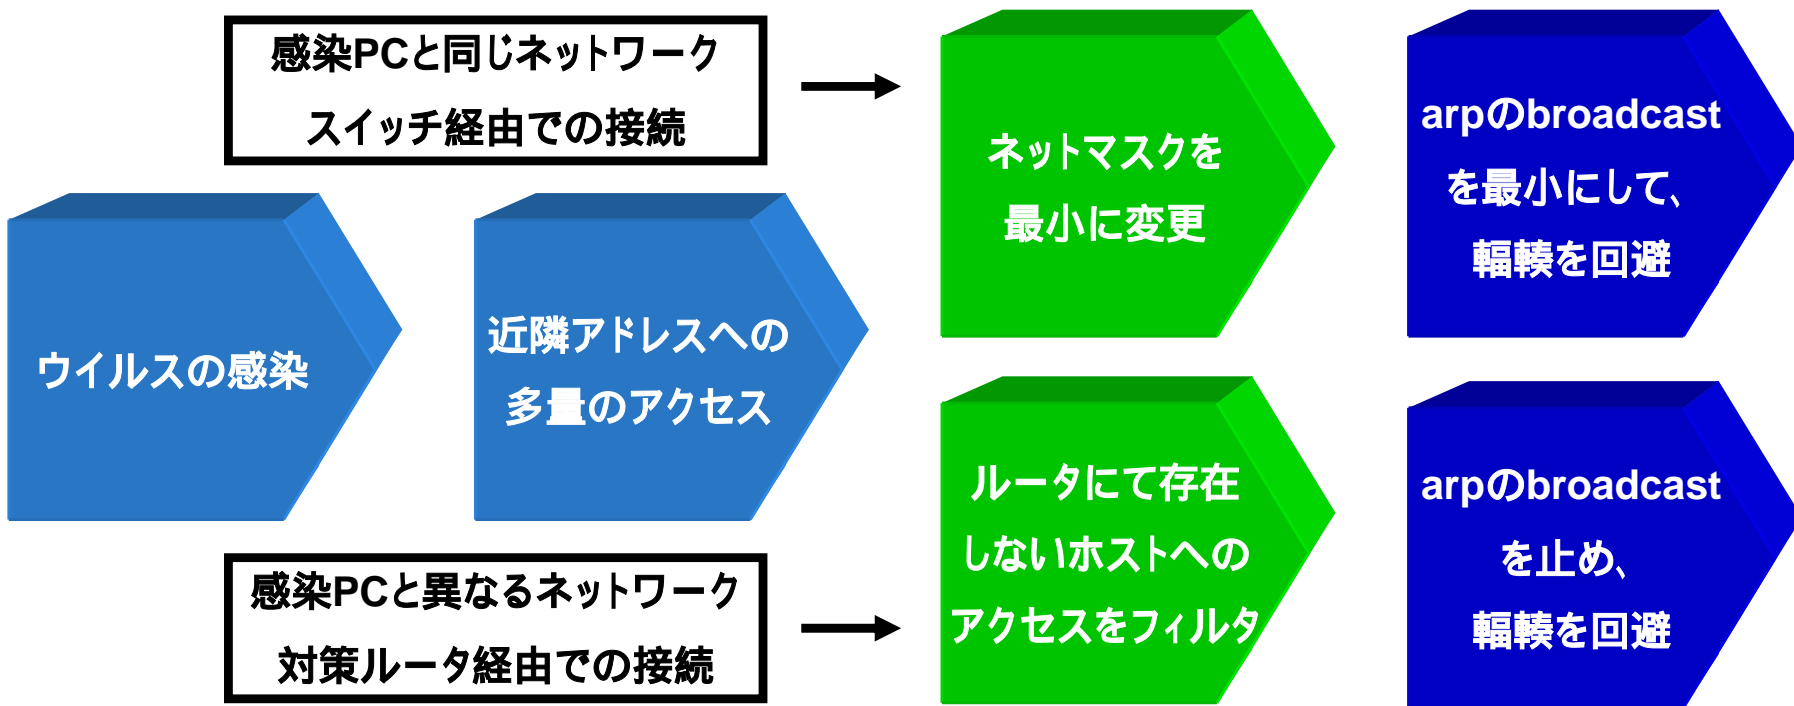 感染PCと同じネットワーク
スイッチ経由での接続
ネットマスクを
最小に変更
arpのbroadcast
を最小にして、
輻輳を回避
ウイルスの感染
近隣アドレスへの
多量のアクセス
感染PCと異なるネットワーク
対策ルータ経由での接続
ルータにて存在
しないホストへの
アクセスをフィルタ
arpのbroadcast
を止め、
輻輳を回避